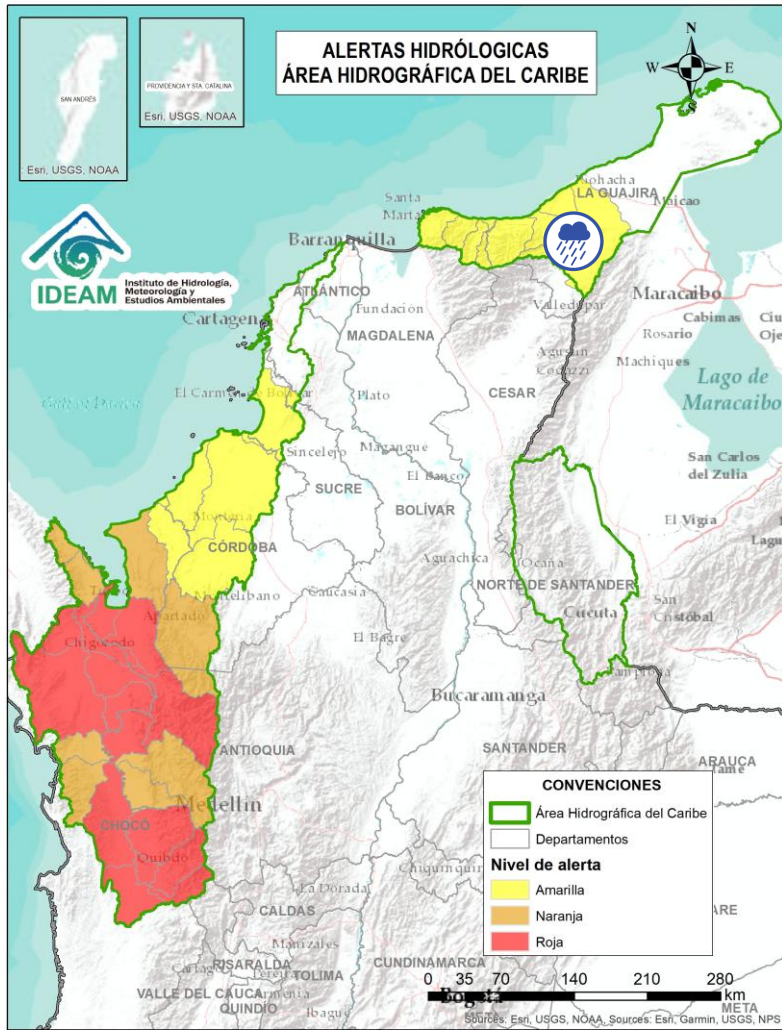 ALERTAS HIDRÓLOGICAS
ÁREA HIDROGRÁFICA DEL CARIBE
N
W
E
S
SAN ANDRÉS
Esri, USGS, NOAA
PROVIDENCIA Y STA. CATALINA
Esri, USGS, NOAA
IDEAM
Instituto de Hidrología,
Meteorología y
Estudios Ambientales
Riohacha
LA GUAJIRA
Maicao
Santa
Marta
Barranquilla
ATLÁNTICO
Fundación
Valledupar
Maracaibo
Cabimas
Cartagena
MAGDALENA
Rosario
Agustín
Codazzi
Machiques
El Carmen de Bolívar
Plato
CESAR
Lago de
Maracaibo
Sincelejo
Magangue
San Carlos
del Zulia
SUCRE
El Banco
BOLÍVAR
Montería
El Vigía
CÓRDOBA
Aguachica
Ocaña
NORTE DE SANTANDER
Montelibano
Caucasia
San
Cristóbal
Cucuta
Apartado
El Bagre
Chigorodo
Pamplona
Bucaramanga
ANTIOQUIA
SANTANDER
ARAUCA
Medellín
CHOCÓ
Quibdó
CONVENCIONES
Área Hidrográfica del Caribe
Departamentos
Nivel de alerta
Amarilla
Naranja
Roja
La Dorada
CALDAS
Manizales
RISARALDA
Pereira
TOLIMA
CUNDINAMARCA
VALLE DEL CAUCA
Armenia
QUINDÍO
Ibague
Bogotá
META
0 35 70 140 210 280
km
Sources: Esri, USGS, NOAA, Sources: Esri, Garmin, USGS, NPS